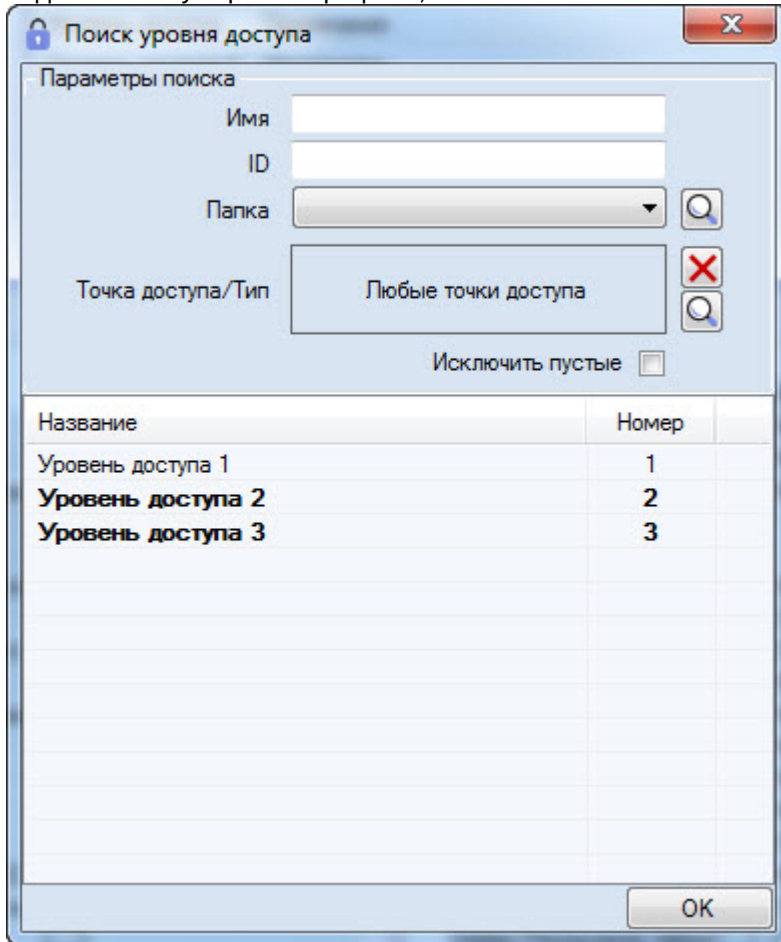 Поиск уровня доступа
Параметры поиска
Имя
ID
Папка
Точка доступа/Тип Любые точки доступа
Исключить пустые
Название Номер
Уровень доступа 1 1
Уровень доступа 2 2
Уровень доступа 3 3
OK